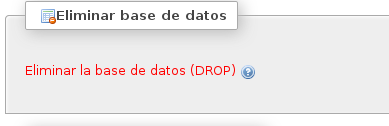 Eliminar base de datos
Eliminar la base de datos (DROP)